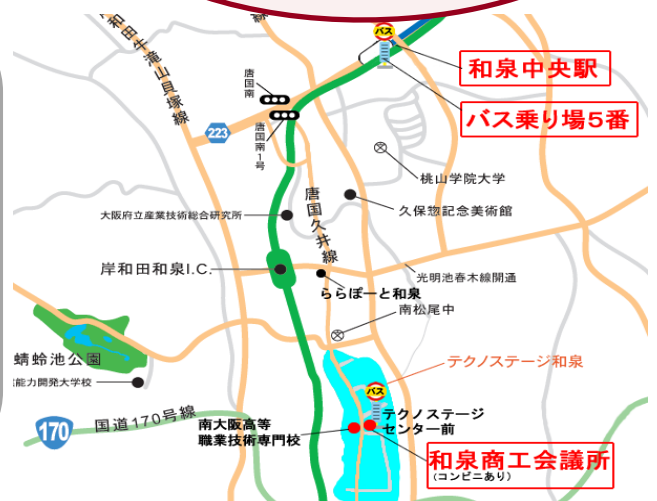 和田牛滝山貝塚線
バス
和泉中央駅
バス乗り場5番
唐国南
223
唐国南1号
桃山学院大学
唐国久井線
久保惣記念美術館
大阪府立産業技術総合研究所
岸和田和泉I.C.
光明池春木線開通
ららぽーと和泉
南松尾中
蜻蛉池公園
テクノステージ和泉
能力開発大学校
バス
170
国道170号線
南大阪高等
職業技術専門校
テクノステージ
センター前
和泉商工会議所
(コンビニあり)